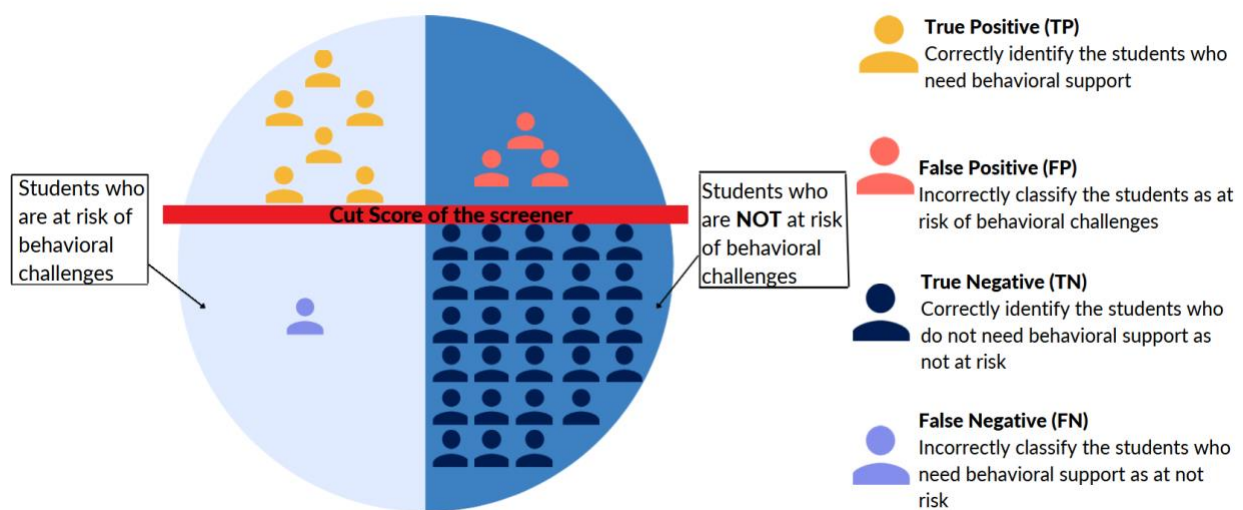 Students who
are at risk of
behavioral
challenges
Cut Score of the screener
Students who
are NOT at risk
of behavioral
challenges
True Positive (TP)
Correctly identify the students who
need behavioral support
False Positive (FP)
Incorrectly classify the students as at
risk of behavioral challenges
True Negative (TN)
Correctly identify the students who
do not need behavioral support as
not at risk
False Negative (FN)
Incorrectly classify the students who
need behavioral support as at not
risk